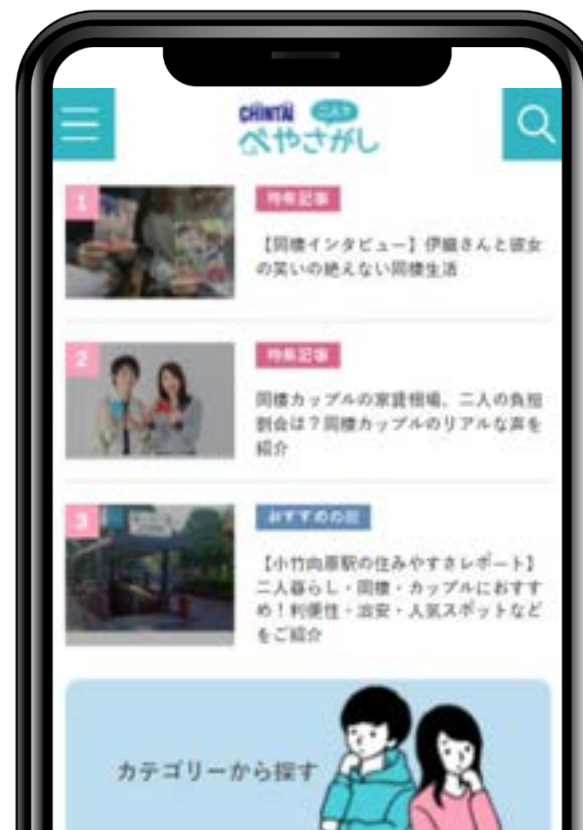 CHINTAI 二人で
ぺやさがし
1
特集記事
【同棲インタビュー】伊織さんと彼女
の笑いの絶えない同棲生活
2
特集記事
同棲カップルの家賃相場、二人の負担
割合は？同棲カップルのリアルな声を
紹介
3
おすすめの街
【小竹向原駅の住みやすさレポート】
二人暮らし・同棲・カップルにおすす
め！利便性・治安・人気スポットなど
をご紹介
カテゴリーから探す